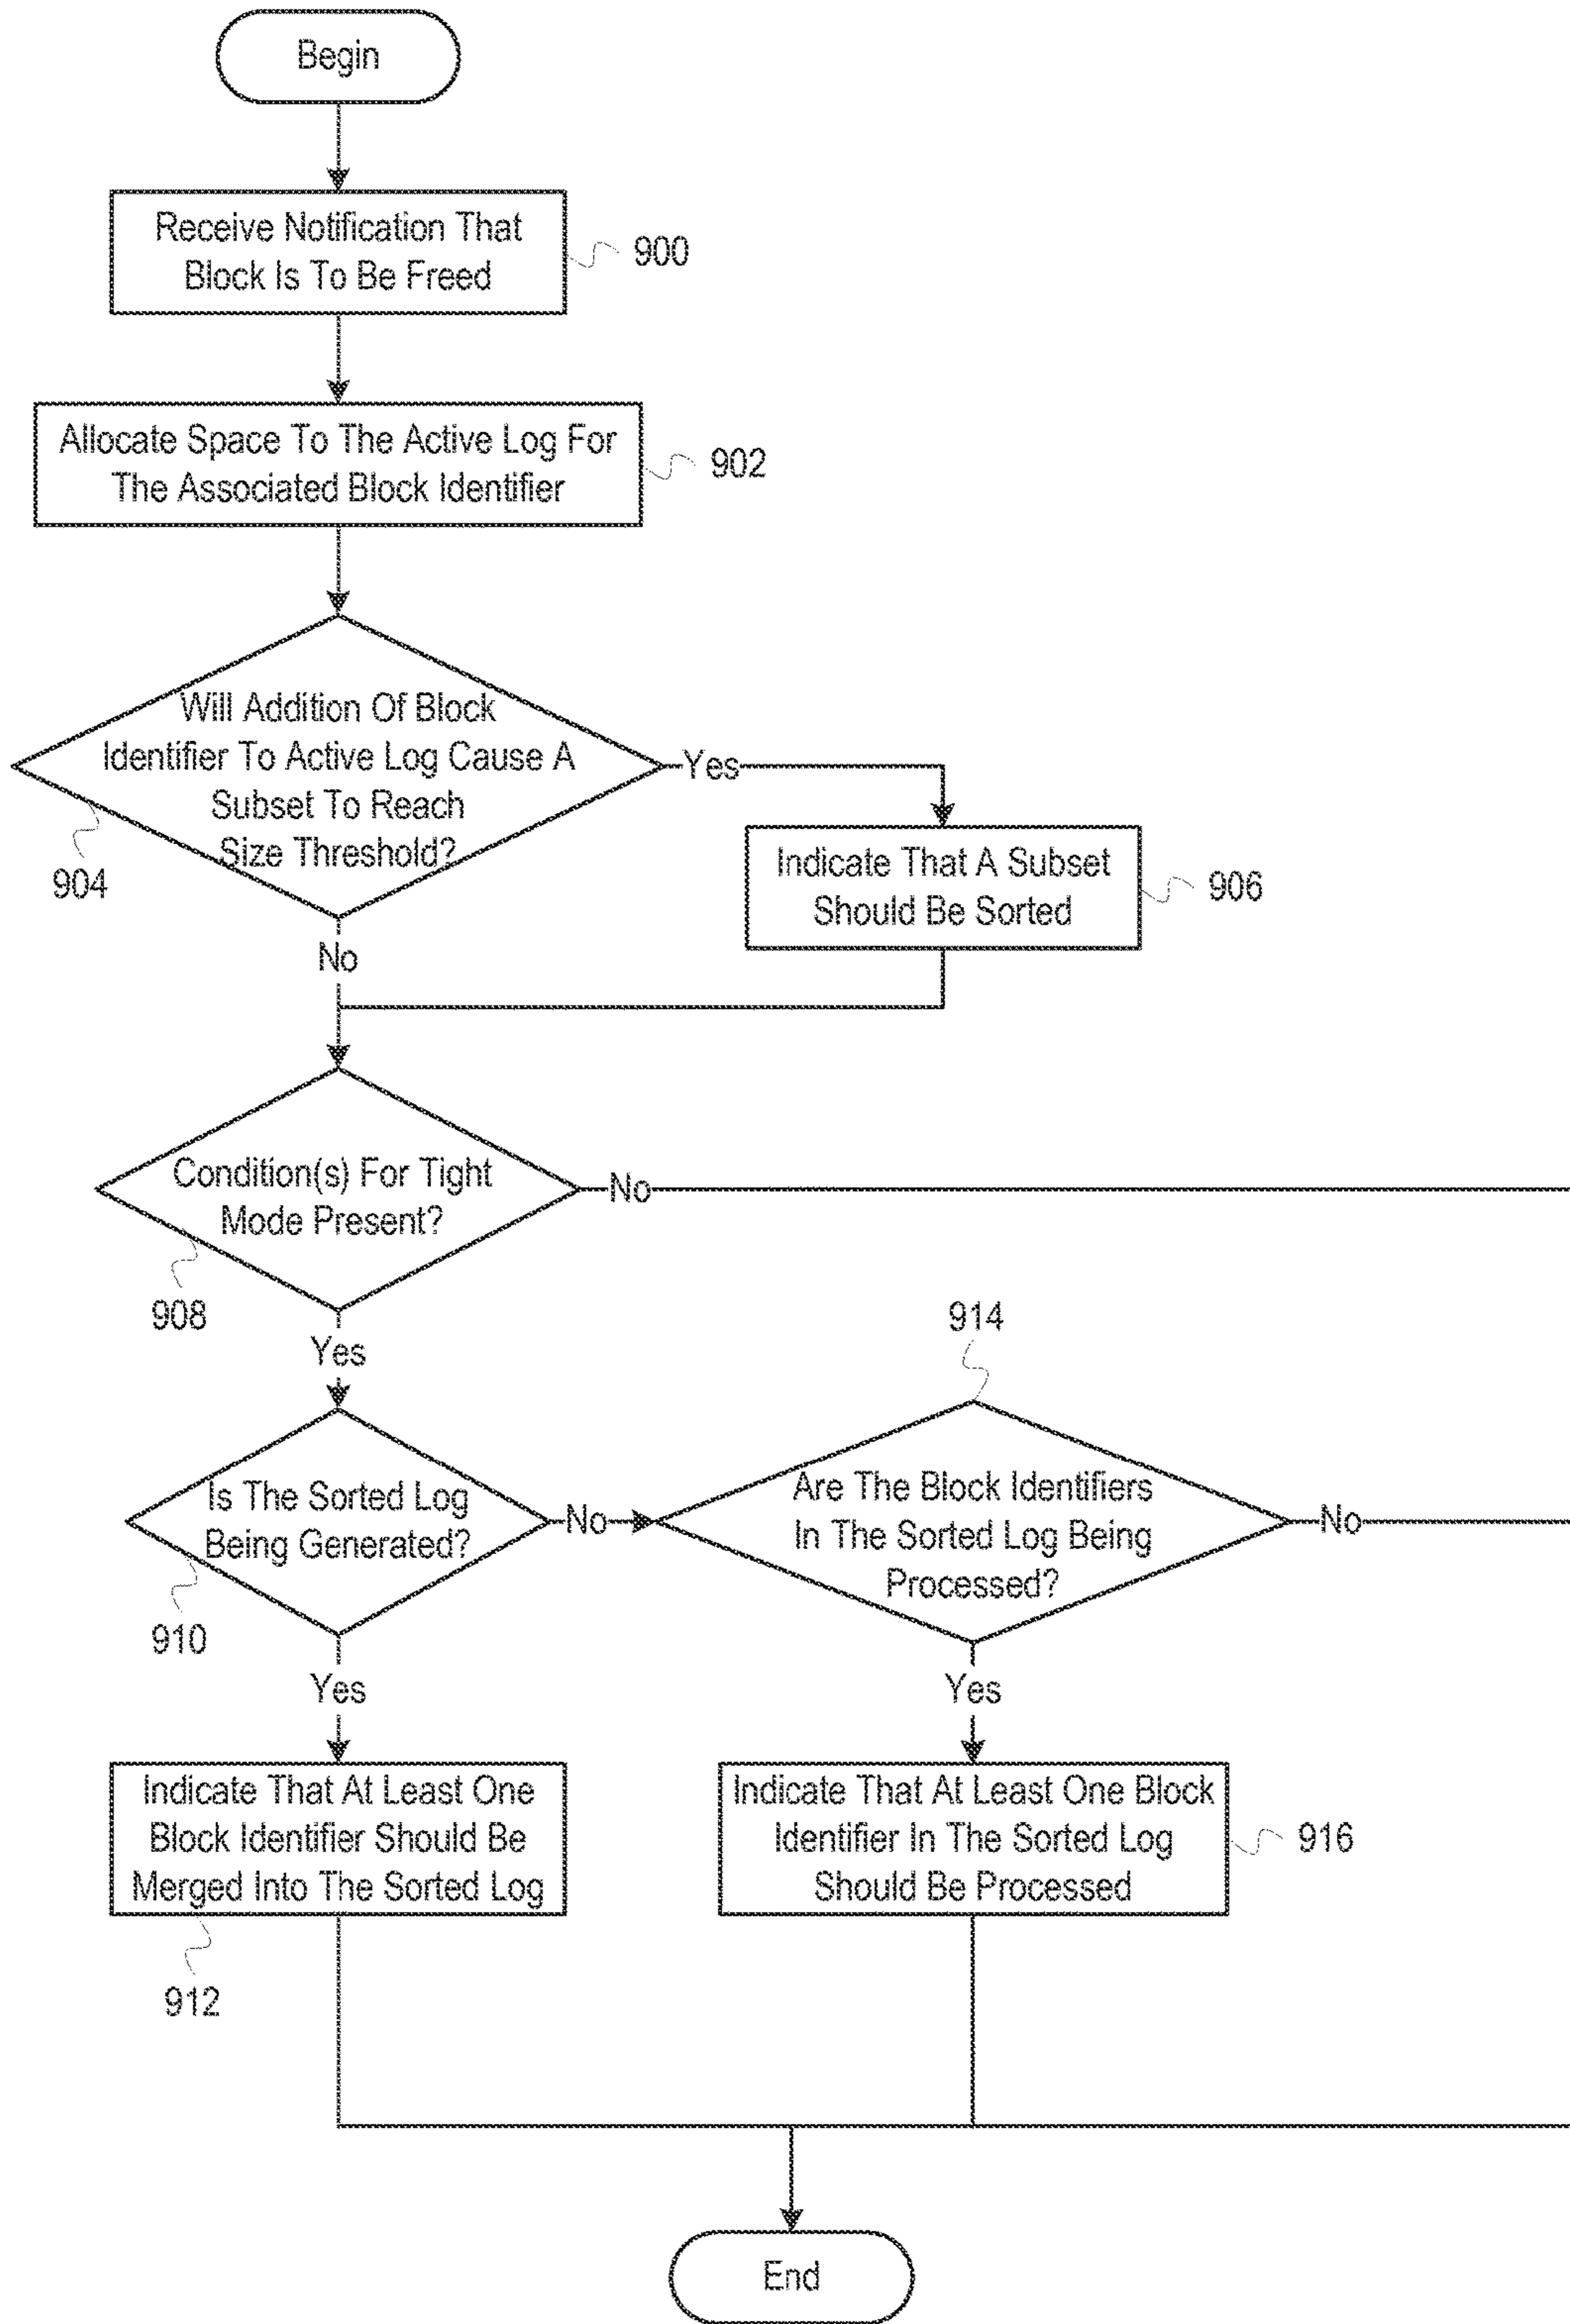 Begin
Receive Notification That
Block Is To Be Freed
900
Allocate Space To The Active Log For
The Associated Block Identifier
902
Will Addition Of Block
Identifier To Active Log Cause A
Subset To Reach
Size Threshold?
904
Yes
Indicate That A Subset
Should Be Sorted
906
No
Condition(s) For Tight
Mode Present?
908
No
Yes
Is The Sorted Log
Being Generated?
910
No
914
Are The Block Identifiers
In The Sorted Log Being
Processed?
No
Yes
Yes
Indicate That At Least One
Block Identifier Should Be
Merged Into The Sorted Log
912
Indicate That At Least One Block
Identifier In The Sorted Log
Should Be Processed
916
End